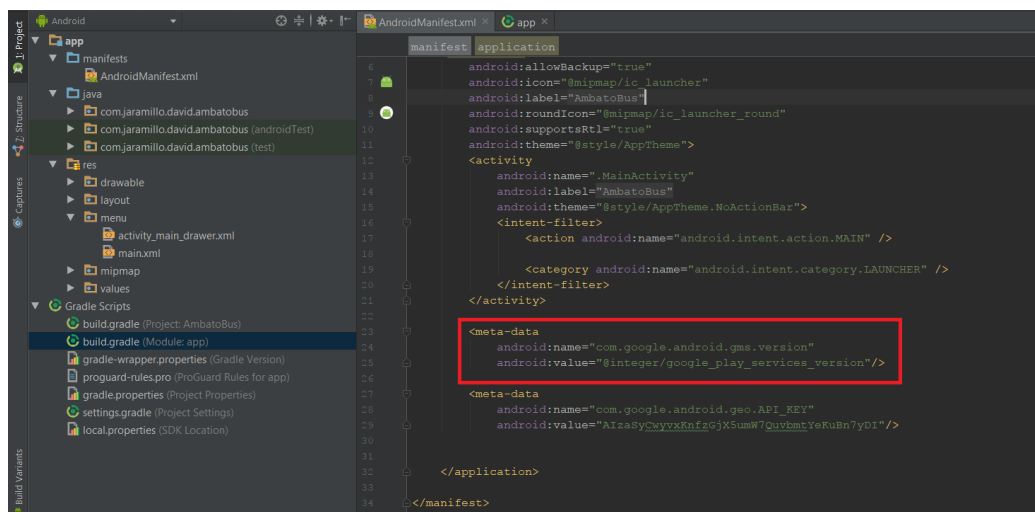 Android
1: Project
7: Structure
Captures
Build Variants
app
manifests
AndroidManifest.xml
java
com.jaramillo.david.ambatobus
com.jaramillo.david.ambatobus (androidTest)
com.jaramillo.david.ambatobus (test)
res
drawable
layout
menu
activity_main_drawer.xml
main.xml
mipmap
values
Gradle Scripts
build.gradle (Project: AmbatoBus)
build.gradle (Module: app)
gradle-wrapper.properties (Gradle Version)
proguard-rules.pro (ProGuard Rules for app)
gradle.properties (Project Properties)
settings.gradle (Project Settings)
local.properties (SDK Location)
AndroidManifest.xml × app ×
manifest application
6 android:allowBackup="true"
7 android:icon="@mipmap/ic_launcher"
8 android:label="AmbatoBus"
9 android:roundIcon="@mipmap/ic_launcher_round"
10 android:supportsRtl="true"
11 android:theme="@style/AppTheme">
12 <activity
13 android:name=".MainActivity"
14 android:label="AmbatoBus"
15 android:theme="@style/AppTheme.NoActionBar">
16 <intent-filter>
17 <action android:name="android.intent.action.MAIN" />
18
19 <category android:name="android.intent.category.LAUNCHER" />
20 </intent-filter>
21 </activity>
22
23 <meta-data
24 android:name="com.google.android.gms.version"
25 android:value="@integer/google_play_services_version"/>
26
27 <meta-data
28 android:name="com.google.android.geo.API_KEY"
29 android:value="AIzaSyCwyvxKnfzGjX5umW7QuvbmtYeKuBn7yDI"/>
30
31
32 </application>
33
34 </manifest>